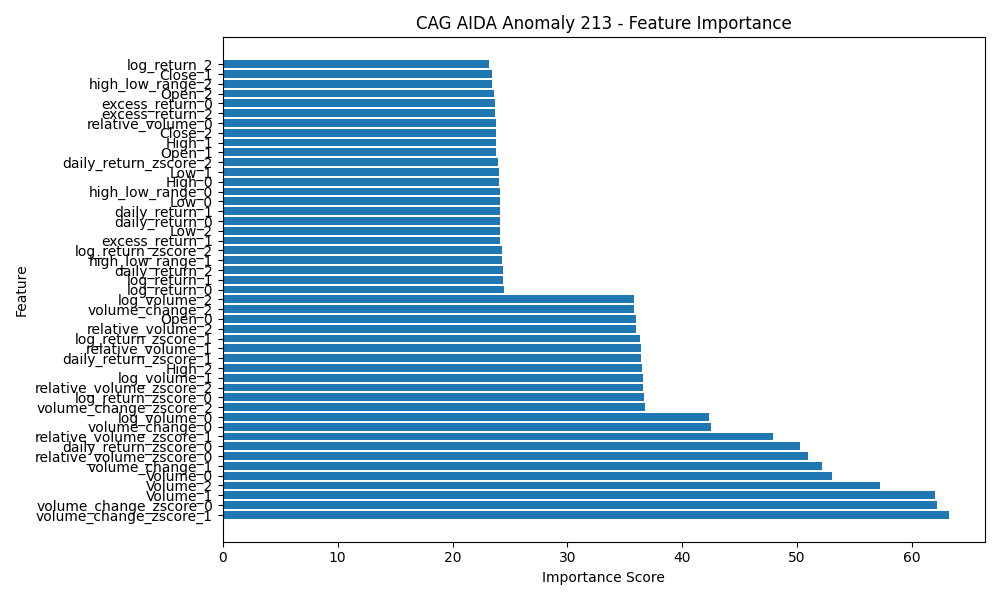 CAG AIDA Anomaly 213 - Feature Importance
log_return_2
Close_1
high_low_range_2
Open_2
excess_return_0
excess_return_2
relative_volume_0
Close_2
High_1
Open_1
daily_return_zscore_2
Low_1
High_0
high_low_range_0
Low_0
daily_return_1
daily_return_0
Low_2
excess_return_1
log_return_zscore_2
high_low_range_1
daily_return_2
log_return_1
log_return_0
log_volume_2
volume_change_2
Open_0
relative_volume_2
log_return_zscore_1
relative_volume_1
daily_return_zscore_1
High_2
log_volume_1
relative_volume_zscore_2
log_return_zscore_0
volume_change_zscore_2
log_volume_0
volume_change_0
relative_volume_zscore_1
daily_return_zscore_0
relative_volume_zscore_0
volume_change_1
Volume_0
Volume_2
Volume_1
volume_change_zscore_0
volume_change_zscore_1
Feature
0 10 20 30 40 50 60
Importance Score